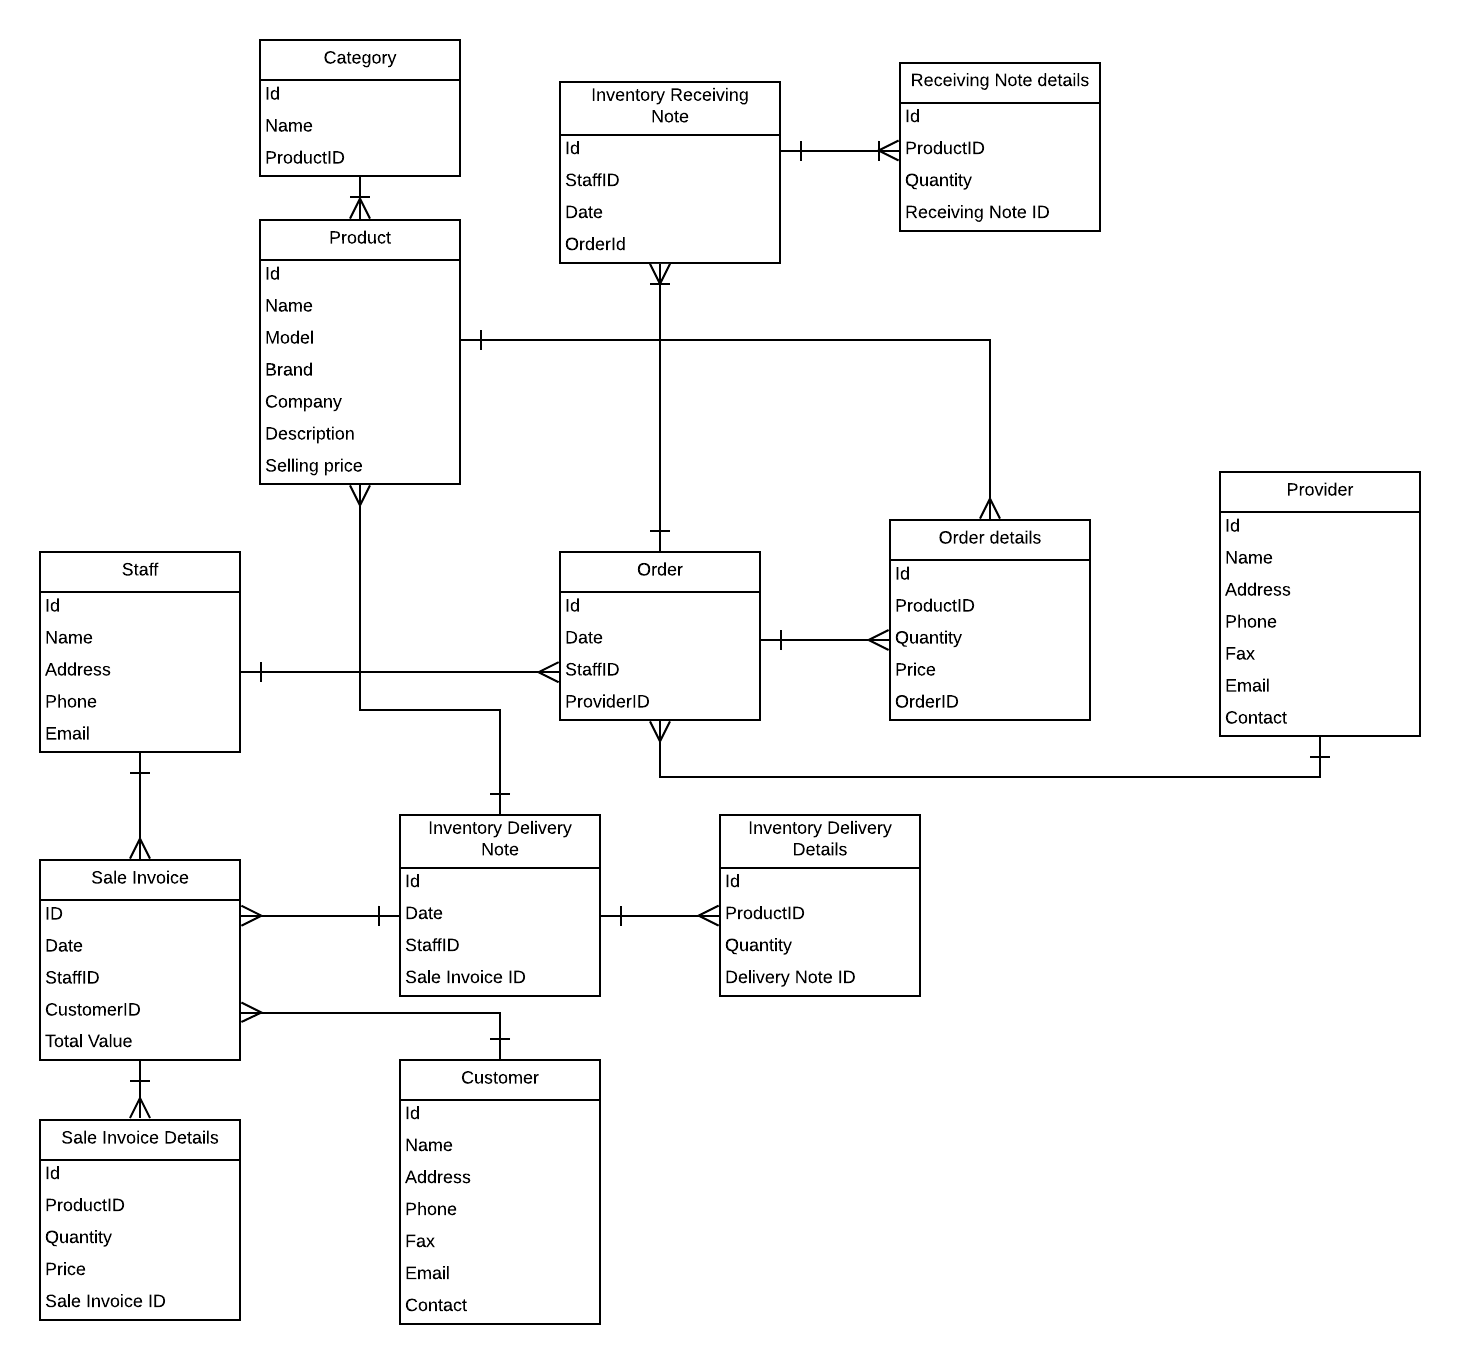 Category
Id
Name
ProductID
Inventory Receiving
Note
Id
StaffID
Date
OrderId
Receiving Note details
Id
ProductID
Quantity
Receiving Note ID
Product
Id
Name
Model
Brand
Company
Description
Selling price
Provider
Id
Name
Address
Phone
Fax
Email
Contact
Staff
Id
Name
Address
Phone
Email
Order
Id
Date
StaffID
ProviderID
Order details
Id
ProductID
Quantity
Price
OrderID
Sale Invoice
ID
Date
StaffID
CustomerID
Total Value
Inventory Delivery
Note
Id
Date
StaffID
Sale Invoice ID
Inventory Delivery
Details
Id
ProductID
Quantity
Delivery Note ID
Sale Invoice Details
Id
ProductID
Quantity
Price
Sale Invoice ID
Customer
Id
Name
Address
Phone
Fax
Email
Contact